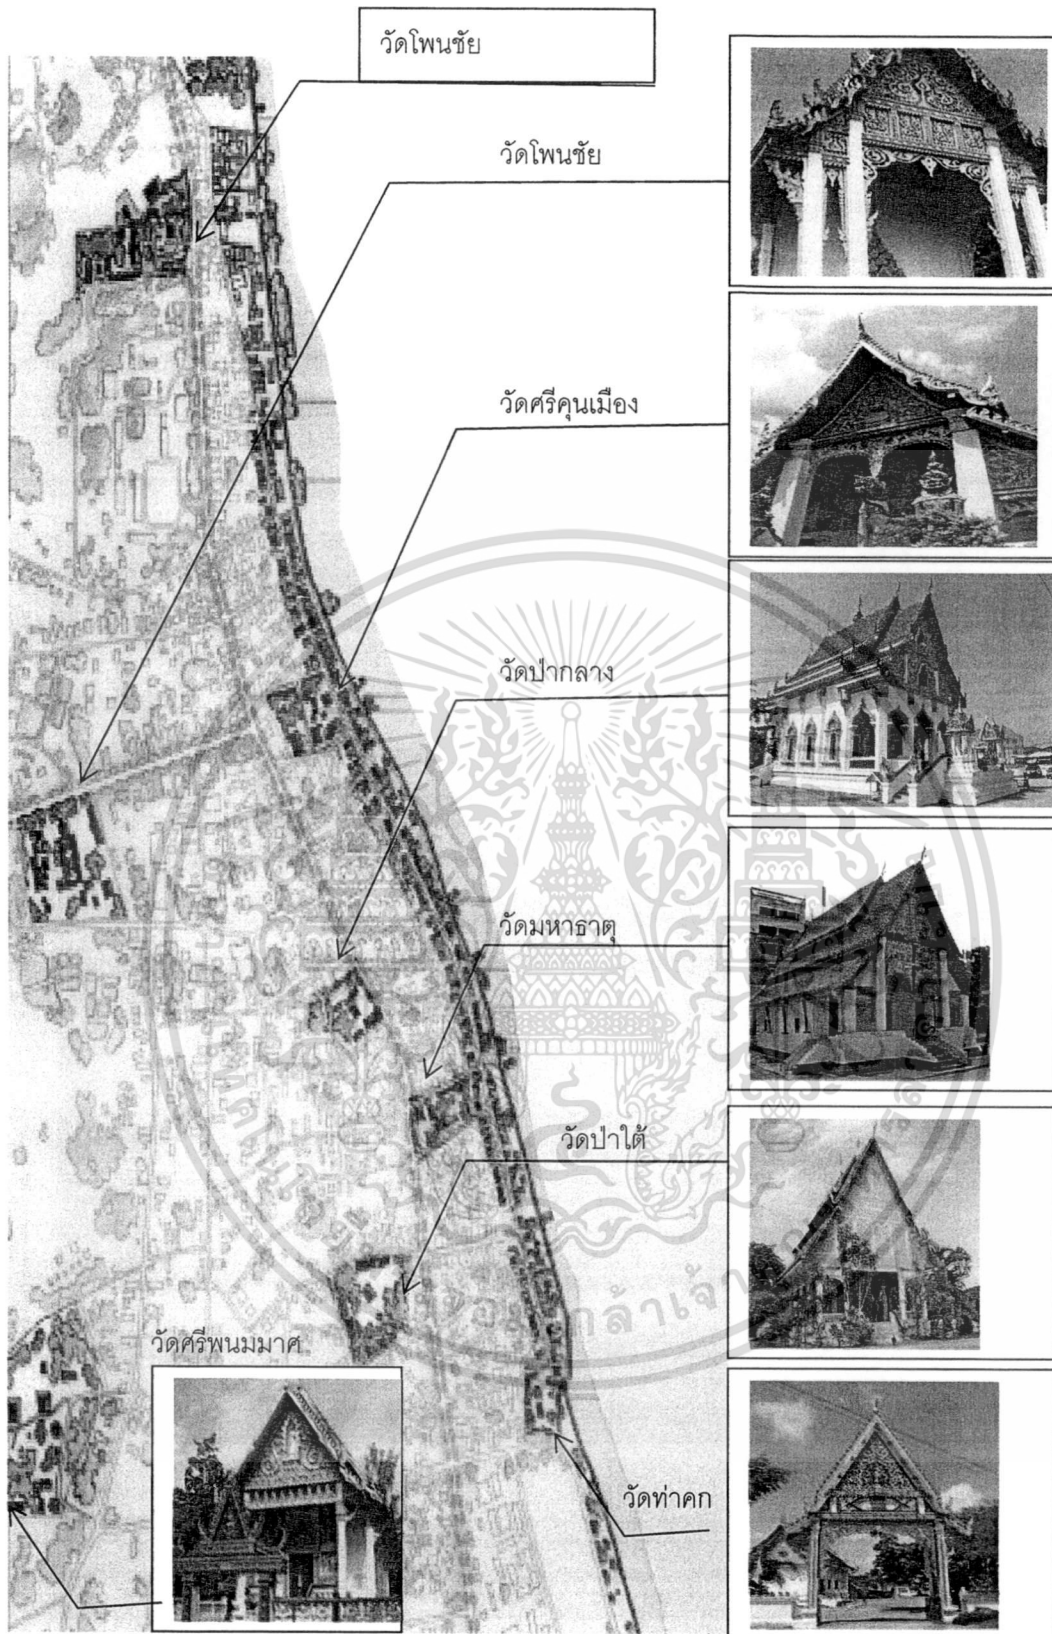 วัดโพนชัย
วัดโพนชัย
วัดศรีคุนเมือง
วัดป่ากลาง
วัดมหาธาตุ
วัดป่าใต้
วัดศรีพนมมาศ
วัดท่าคก